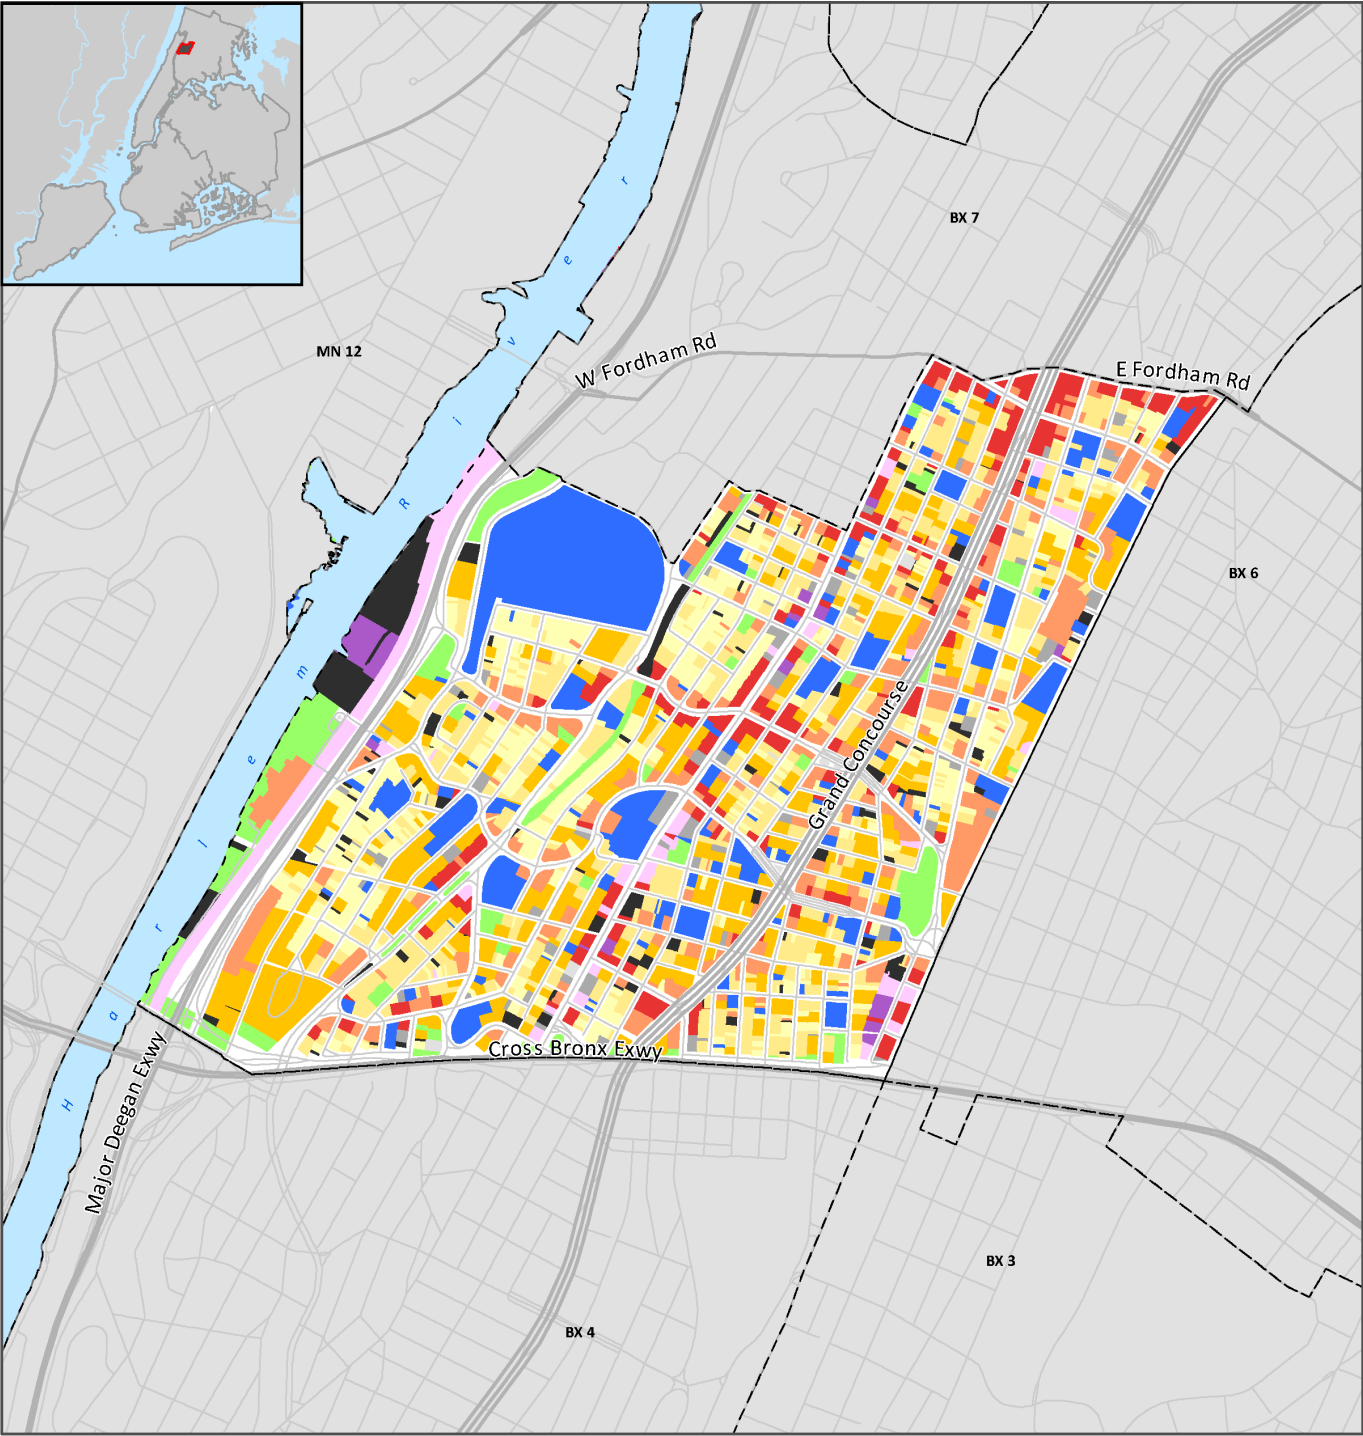 BX 7
MN 12
W Fordham Rd
E Fordham Rd
BX 6
Harlem River
Grand Concourse
Cross Bronx Exwy
Major Deegan Exwy
BX 3
BX 4